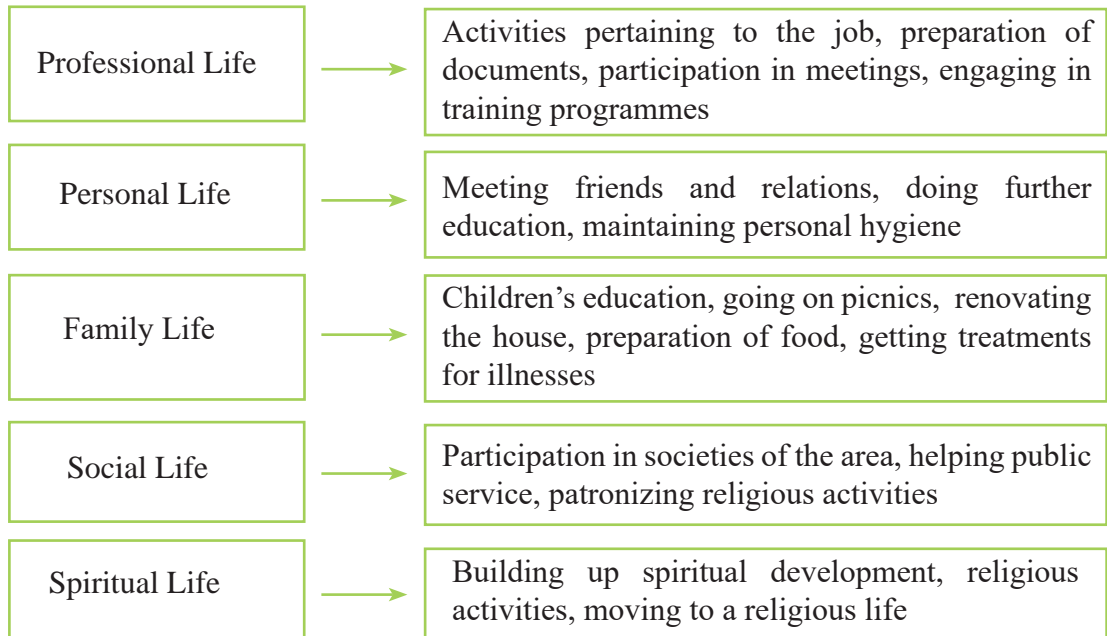 Professional Life
Activities pertaining to the job, preparation of
documents, participation in meetings, engaging in
training programmes
Personal Life
Meeting friends and relations, doing further
education, maintaining personal hygiene
Family Life
Children’s education, going on picnics, renovating
the house, preparation of food, getting treatments
for illnesses
Social Life
Participation in societies of the area, helping public
service, patronizing religious activities
Spiritual Life
Building up spiritual development, religious
activities, moving to a religious life